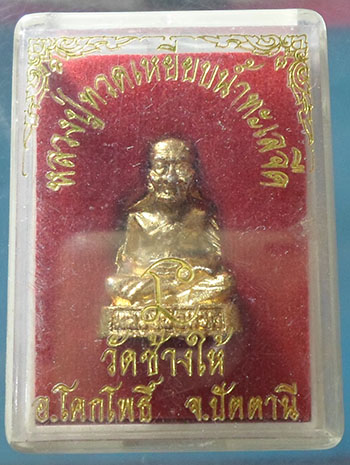 หลวงปู่ทวดเหยียบน้ำทะเลจืด
วัดช้างให้
อ.โคกโพธิ์ จ.ปัตตานี